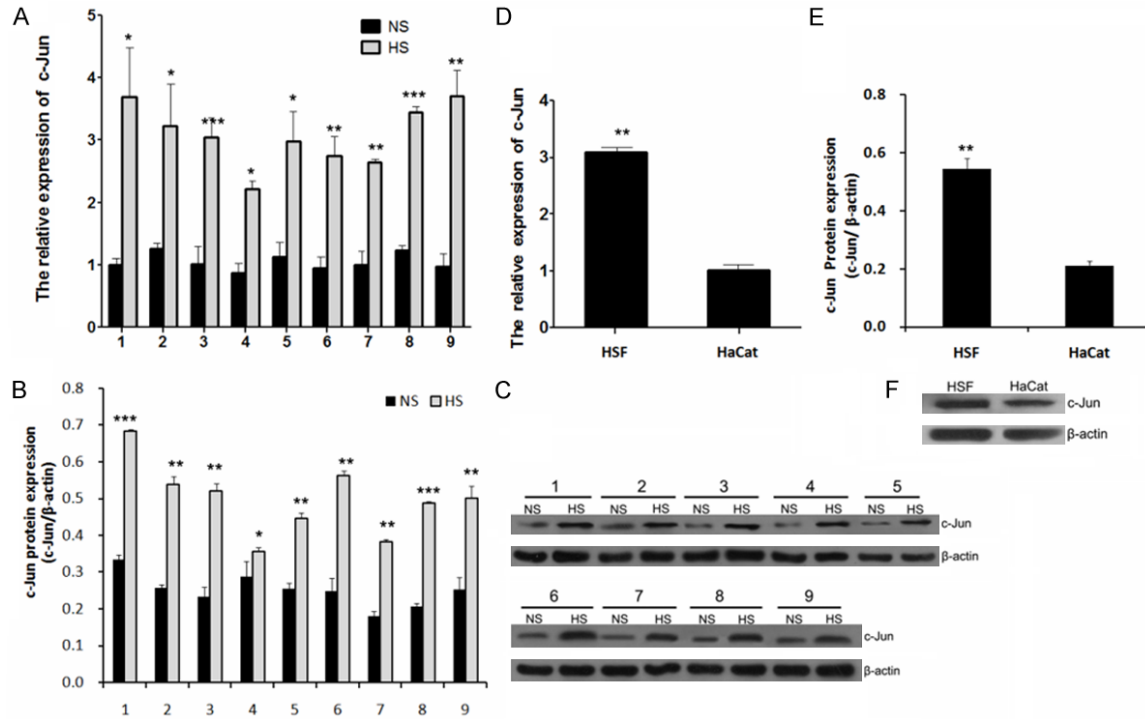 A
The relative expression of c-Jun
5
4
3
2
1
0
NS
HS
*
*
***
*
*
**
**
***
**
1 2 3 4 5 6 7 8 9
D
The relative expression of c-Jun
4
3
2
1
0
**
HSF HaCat
E
c-Jun Protein expression
(c-Jun/ β-actin)
0.8
0.6
0.4
0.2
0.0
**
HSF HaCat
B
c-Jun protein expression
(c-Jun/β-actin)
0.8
0.7
0.6
0.5
0.4
0.3
0.2
0.1
0.0
NS HS
***
**
**
*
**
**
**
***
**
1 2 3 4 5 6 7 8 9
C
1 2 3 4 5
NS HS NS HS NS HS NS HS NS HS
c-Jun
β-actin
6 7 8 9
NS HS NS HS NS HS NS HS
c-Jun
β-actin
F
HSF HaCat
c-Jun
β-actin